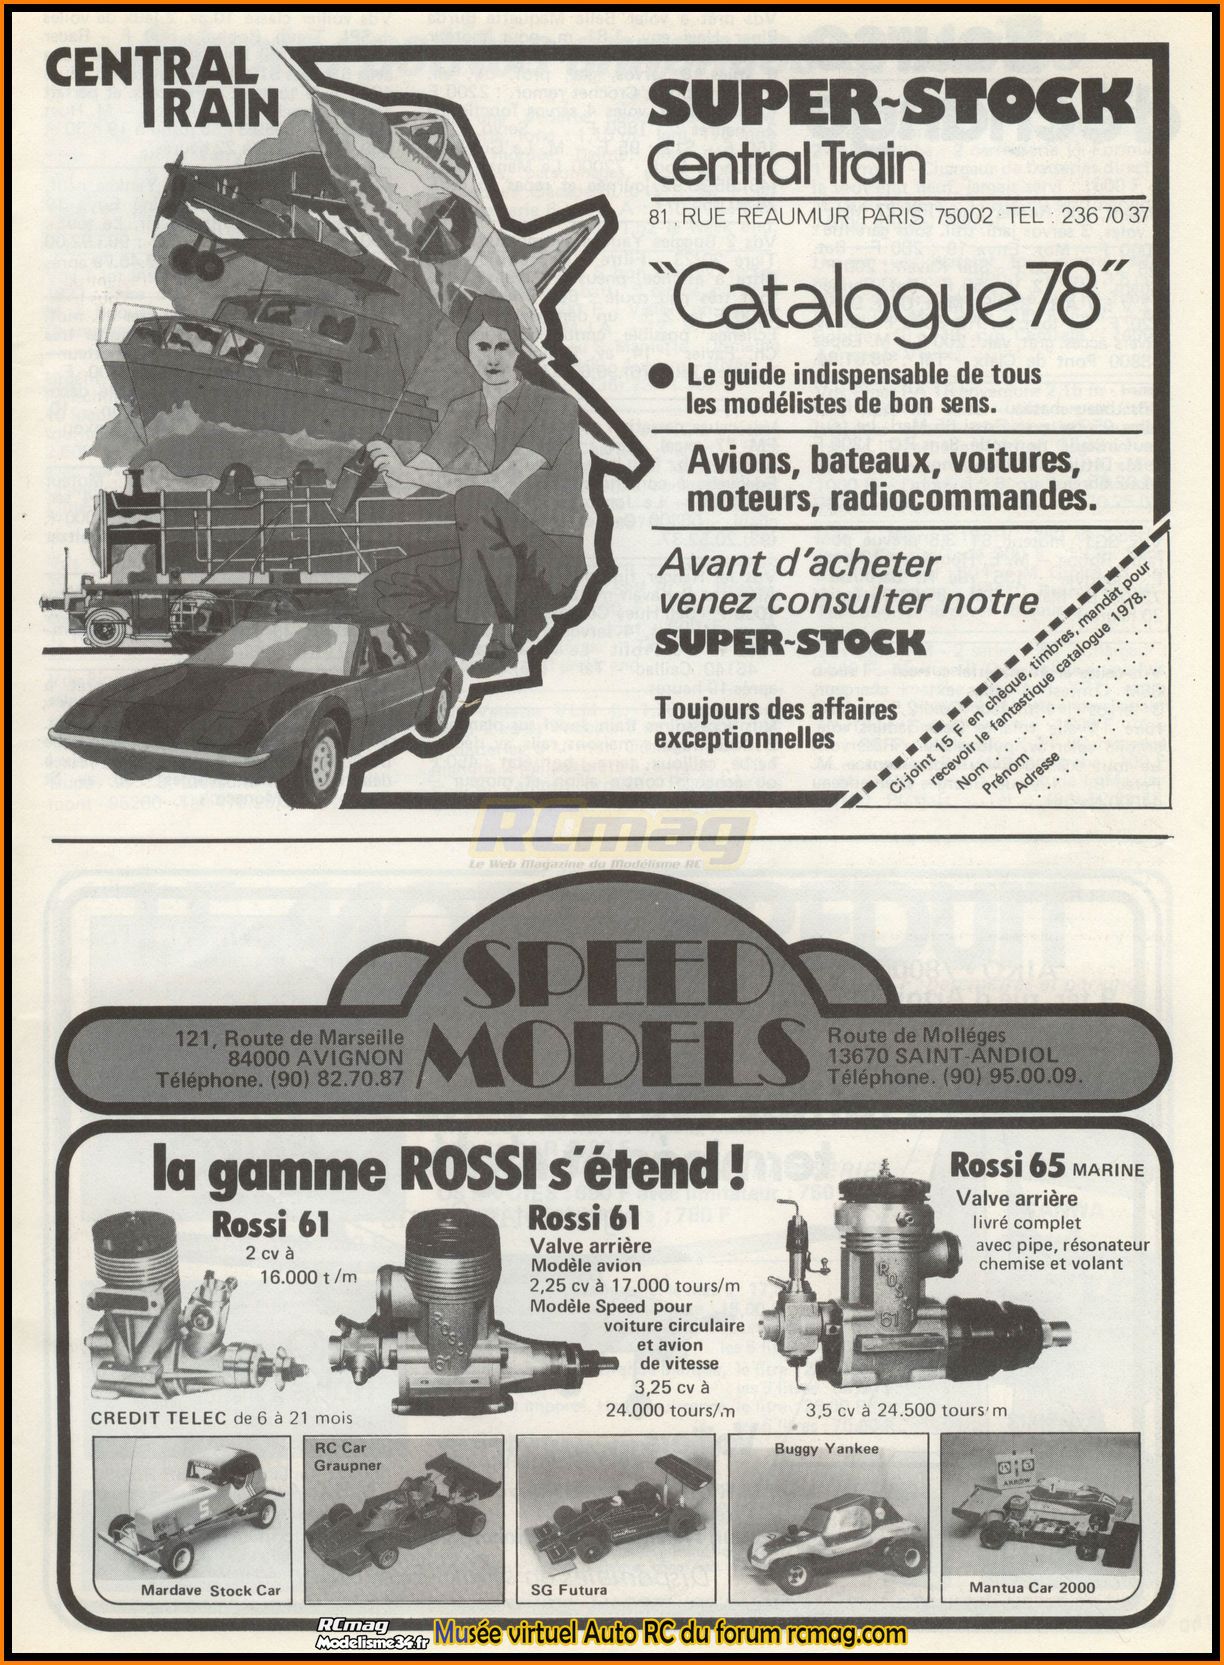 CENTRAL
TRAIN
SUPER-STOCK
Central Train
81, RUE RÉAUMUR PARIS 75002 TEL : 236 70 37
"Catalogue 78"
● Le guide indispensable de tous
les modélistes de bon sens.
Avions, bateaux, voitures,
moteurs, radiocommandes.
Avant d'acheter
venez consulter notre
SUPER-STOCK
Toujours des affaires
exceptionnelles
Ci-joint 15 F en chèque, timbres, mandat pour
recevoir le fantastique catalogue 1978.
Nom
Prénom
Adresse
RCmag
Le Web Magazine du Modélisme RC
SPEED
MODELS
121, Route de Marseille
84000 AVIGNON
Téléphone. (90) 82.70.87
Route de Molléges
13670 SAINT-ANDIOL
Téléphone. (90) 95.00.09.
la gamme ROSSI s'étend !
Rossi 61
2 cv à
16.000 t/m
Rossi 61
Valve arrière
Modèle avion
2,25 cv à 17.000 tours/m
Modèle Speed pour
voiture circulaire
et avion
de vitesse
3,25 cv à
24.000 tours/m
Rossi 65 MARINE
Valve arrière
livré complet
avec pipe, résonateur
chemise et volant
3,5 cv à 24.500 tours/m
ROSSI
61
ROSSI
61
CREDIT TELEC de 6 à 21 mois
5
Mardave Stock Car
RC Car
Graupner
SG Futura
Buggy Yankee
ARROW
Mantua Car 2000
RCmag
Modelisme34.fr
Musée virtuel Auto RC du forum rcmag.com